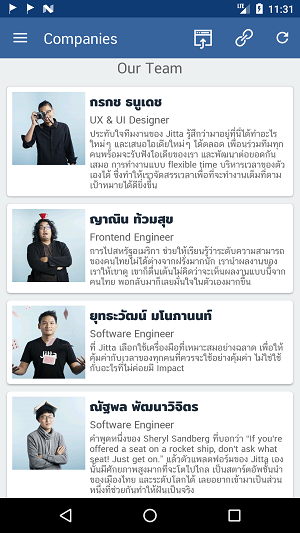 11:31
Companies
Our Team
กรกช ธนูเดช
UX & UI Designer
ประทับใจทีมงานของ Jitta รู้สึกว่ามาอยู่ที่นี่ได้ทำอะไร
ใหม่ๆ และเสนอไอเดียใหม่ๆ ได้ตลอด เพื่อนร่วมทีมทุก
คนพร้อมจะรับฟังไอเดียของเรา และพัฒนาต่อยอดกัน
เสมอ การทำงานแบบ flexible time บริหารเวลาของตัว
เองได้ ซึ่งทำให้เราจัดสรรเวลาเพื่อที่จะทำงานเต็มที่ตาม
เป้าหมายได้ดียิ่งขึ้น
ญาณิน ท้วมสุข
Frontend Engineer
การไปสหรัฐอเมริกา ช่วยให้เรียนรู้ว่าระดับความสามารถ
ของคนไทยไม่ได้ต่างจากฝรั่งมากนัก เรานำผลงานของ
เราให้เขาดู เขาก็ตื่นเต้นไม่คิดว่าจะเห็นผลงานแบบนี้จาก
คนไทย พอกลับมาก็เลยมั่นใจในตัวเองมากขึ้น
ยุทธะวัฒน์ มโนภานนท์
Software Engineer
ที่ Jitta เลือกใช้เครื่องมือที่เหมาะสมอย่างฉลาด เพื่อให้
คุ้มค่ากับเวลาของทุกคนที่ควรจะใช้อย่างคุ้มค่า ไม่ใช่ใช้
กับอะไรที่ไม่ค่อยมี Impact
ณัฐพล พัฒนาวิจิตร
Software Engineer
คำพูดหนึ่งของ Sheryl Sandberg ที่บอกว่า "If you're
offered a seat on a rocket ship, don't ask what
seat! Just get on." แล้วตัวแพลตฟอร์มของ Jitta เอง
นั้นมีศักยภาพสูงมากที่จะโตไปไกล เป็นสตาร์ตอัพชั้นนำ
ของเมืองไทย และระดับโลกได้ เลยอยากเข้ามาเป็นส่วน
หนึ่งที่ช่วยกันทำให้ฝันเป็นจริง